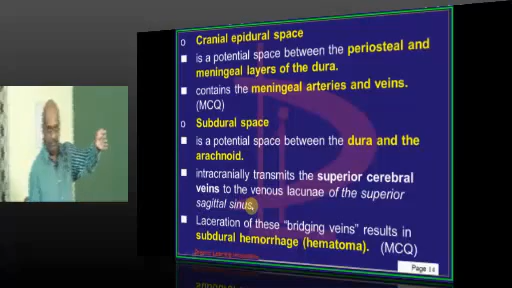 o Cranial epidural space
■ is a potential space between the periosteal and
meningeal layers of the dura.
■ contains the meningeal arteries and veins.
(MCQ)
o Subdural space
■ is a potential space between the dura and the
arachnoid.
■ intracranially transmits the superior cerebral
veins to the venous lacunae of the superior
sagittal sinus.
■ Laceration of these “bridging veins” results in
subdural hemorrhage (hematoma). (MCQ)
Page 14